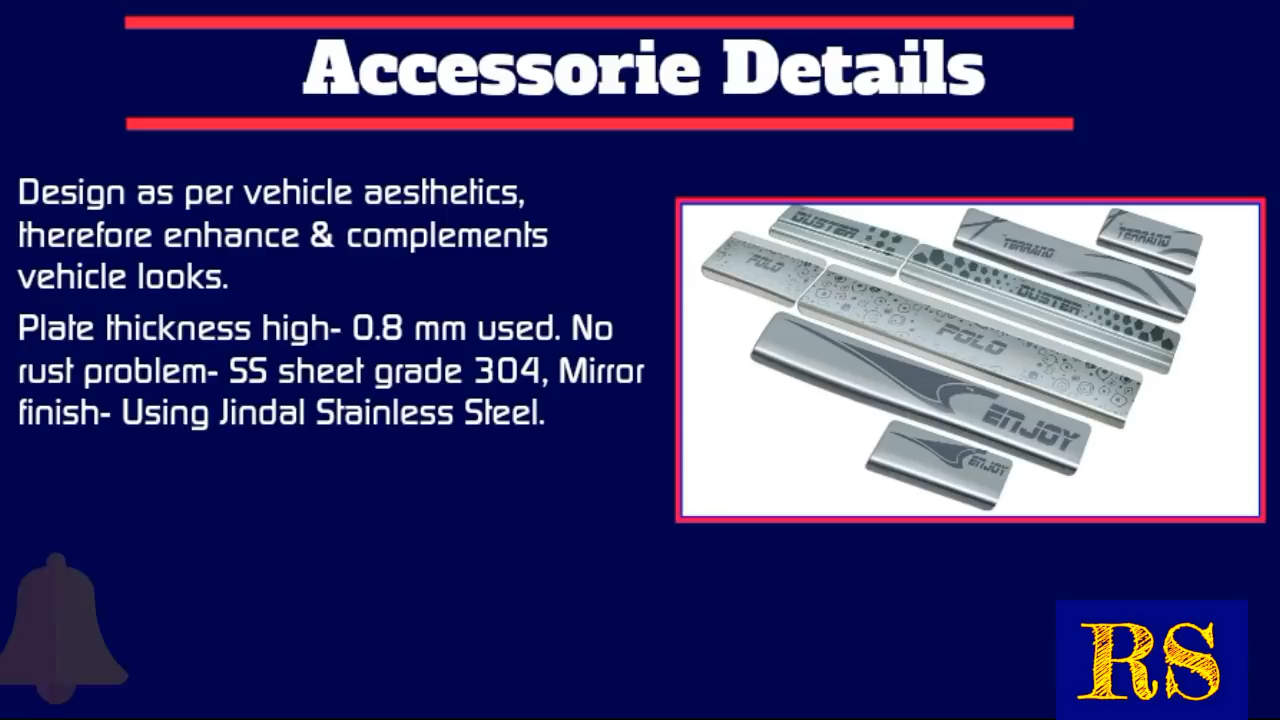 Accessorie Details
Design as per vehicle aesthetics,
therefore enhance & complements
vehicle looks.
Plate thickness high- 0.8 mm used. No
rust problem- SS sheet grade 304, Mirror
finish- Using Jindal Stainless Steel.
DUSTER
TERRANO
TERRANO
POLO
DUSTER
POLO
ENJOY
ENJOY
RS